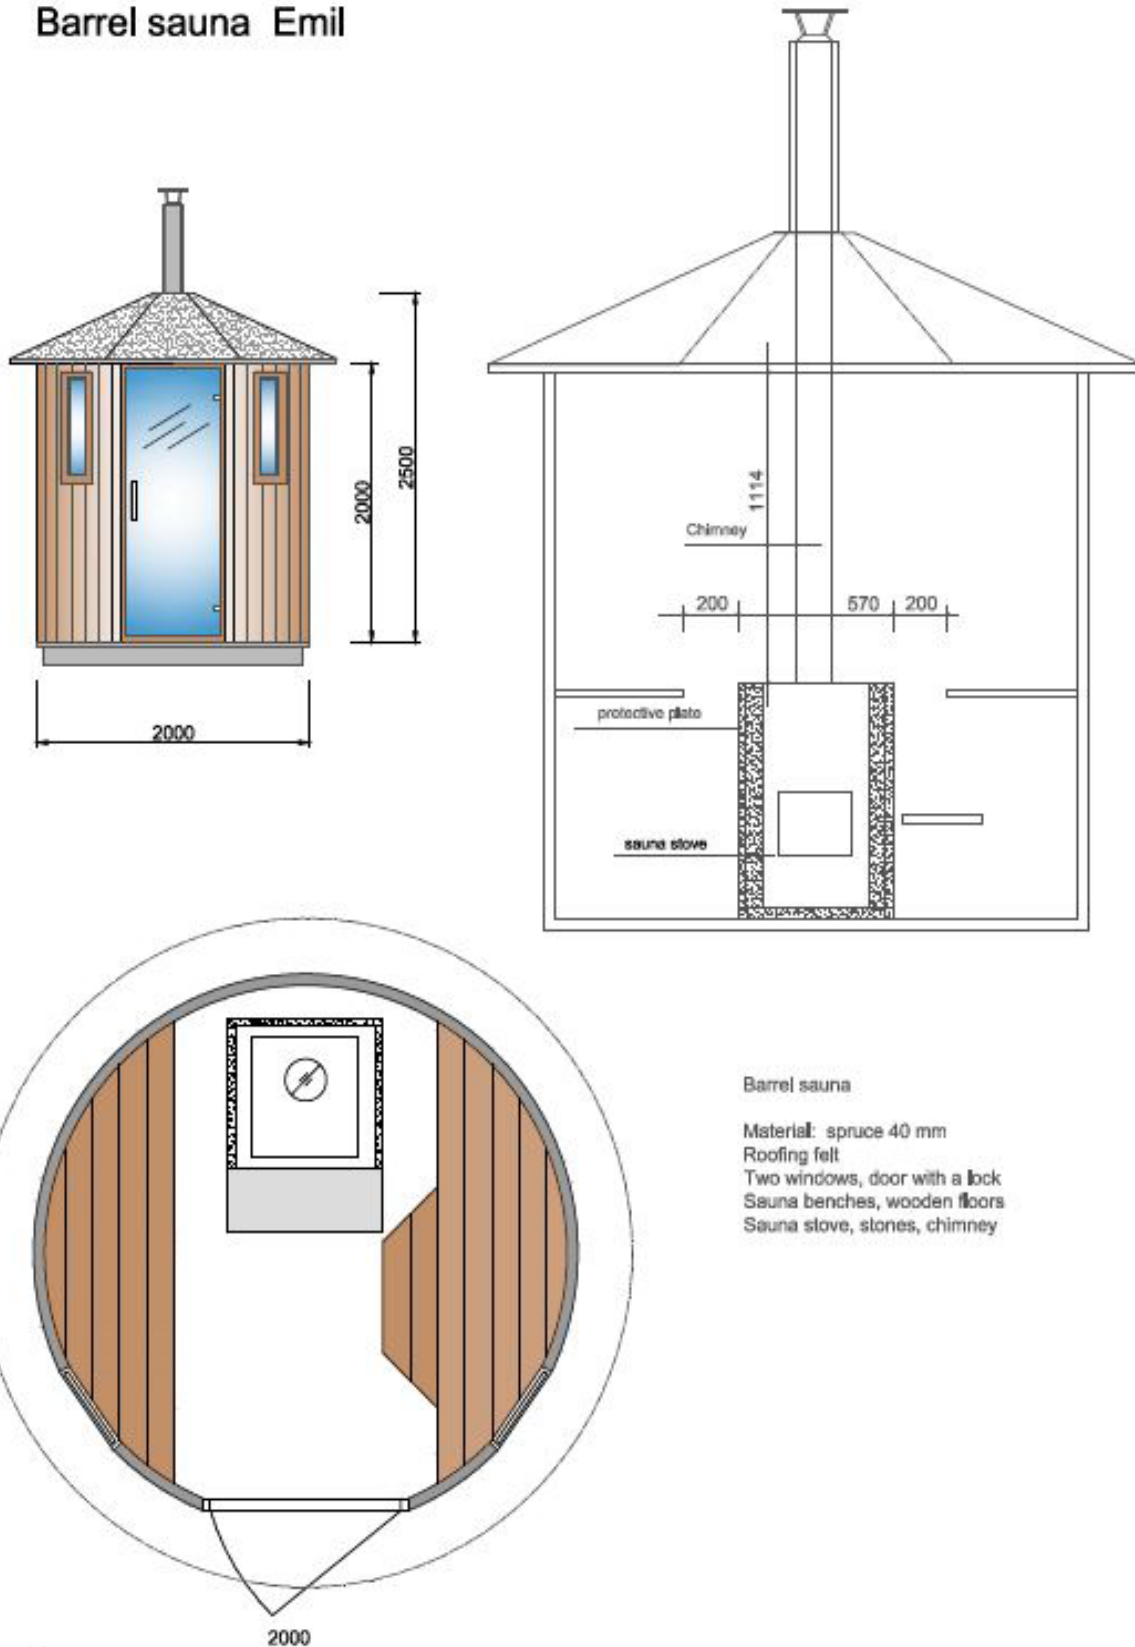 Barrel sauna Emil
2000
2500
2000
1114
Chimney
200
570
200
protective plate
sauna stove
Barrel sauna
Material: spruce 40 mm
Roofing felt
Two windows, door with a lock
Sauna benches, wooden floors
Sauna stove, stones, chimney
2000